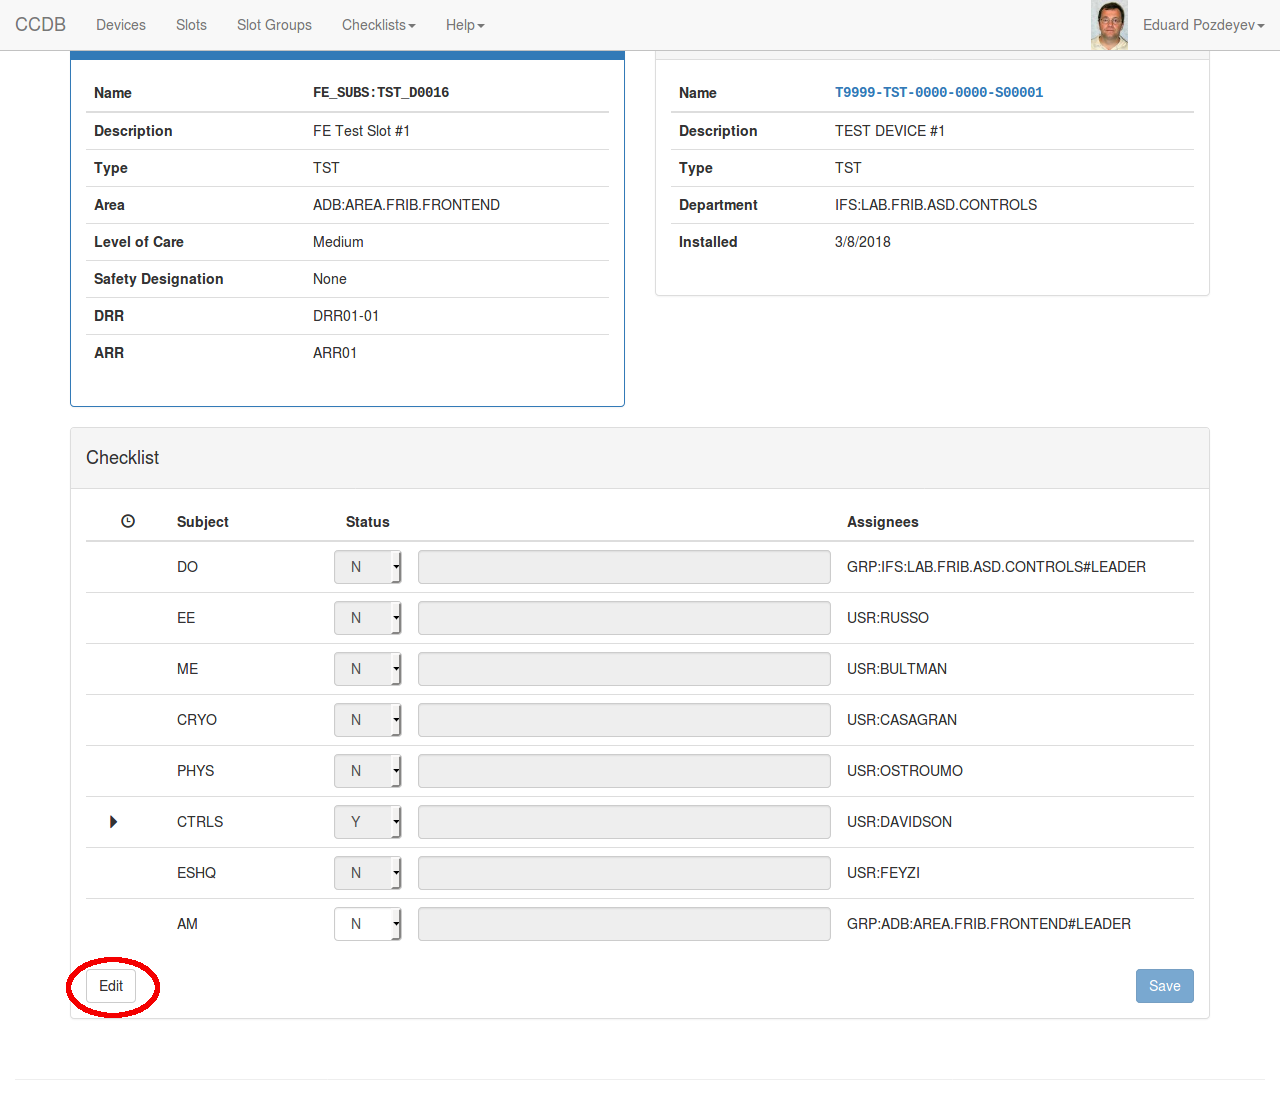 CCDB Devices Slots Slot Groups Checklists Help Eduard Pozdeyev
Name FE_SUBS:TST_D0016
Description FE Test Slot #1
Type TST
Area ADB:AREA.FRIB.FRONTEND
Level of Care Medium
Safety Designation None
DRR DRR01-01
ARR ARR01
Name T9999-TST-0000-0000-S00001
Description TEST DEVICE #1
Type TST
Department IFS:LAB.FRIB.ASD.CONTROLS
Installed 3/8/2018
Checklist
Subject Status Assignees
DO N GRP:IFS:LAB.FRIB.ASD.CONTROLS#LEADER
EE N USR:RUSSO
ME N USR:BULTMAN
CRYO N USR:CASAGRAN
PHYS N USR:OSTROUMO
CTRLS Y USR:DAVIDSON
ESHQ N USR:FEYZI
AM N GRP:ADB:AREA.FRIB.FRONTEND#LEADER
Edit Save